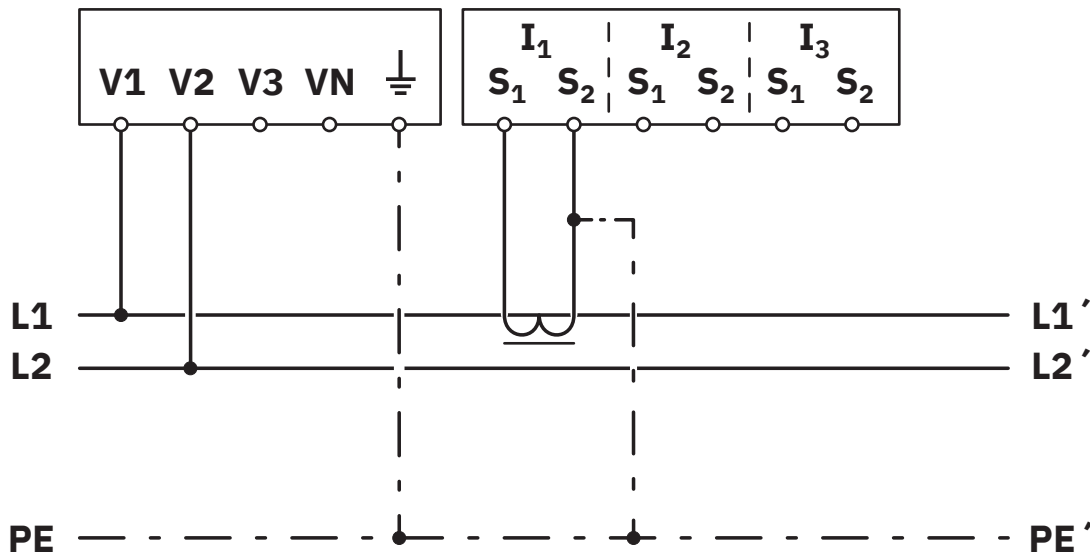 V1 V2 V3 VN
I₁ I₂ I₃
S₁ S₂ S₁ S₂ S₁ S₂
L1 L1′
L2 L2′
PE PE′